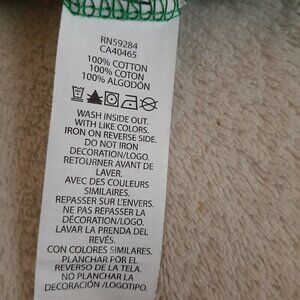 RN59284
CA40465
100% COTTON
100% COTON
100% ALGODÓN
WASH INSIDE OUT.
WITH LIKE COLORS.
IRON ON REVERSE SIDE.
DO NOT IRON
DECORATION/LOGO.
RETOURNER AVANT DE
LAVER.
AVEC DES COULEURS
SIMILAIRES.
REPASSER SUR L'ENVERS.
NE PAS REPASSER LA
DÉCORATION/LOGO.
LAVAR LA PRENDA DEL
REVÉS.
CON COLORES SIMILARES.
PLANCHAR POR EL
REVERSO DE LA TELA.
NO PLANCHAR LA
DECORACIÓN/LOGOTIPO.